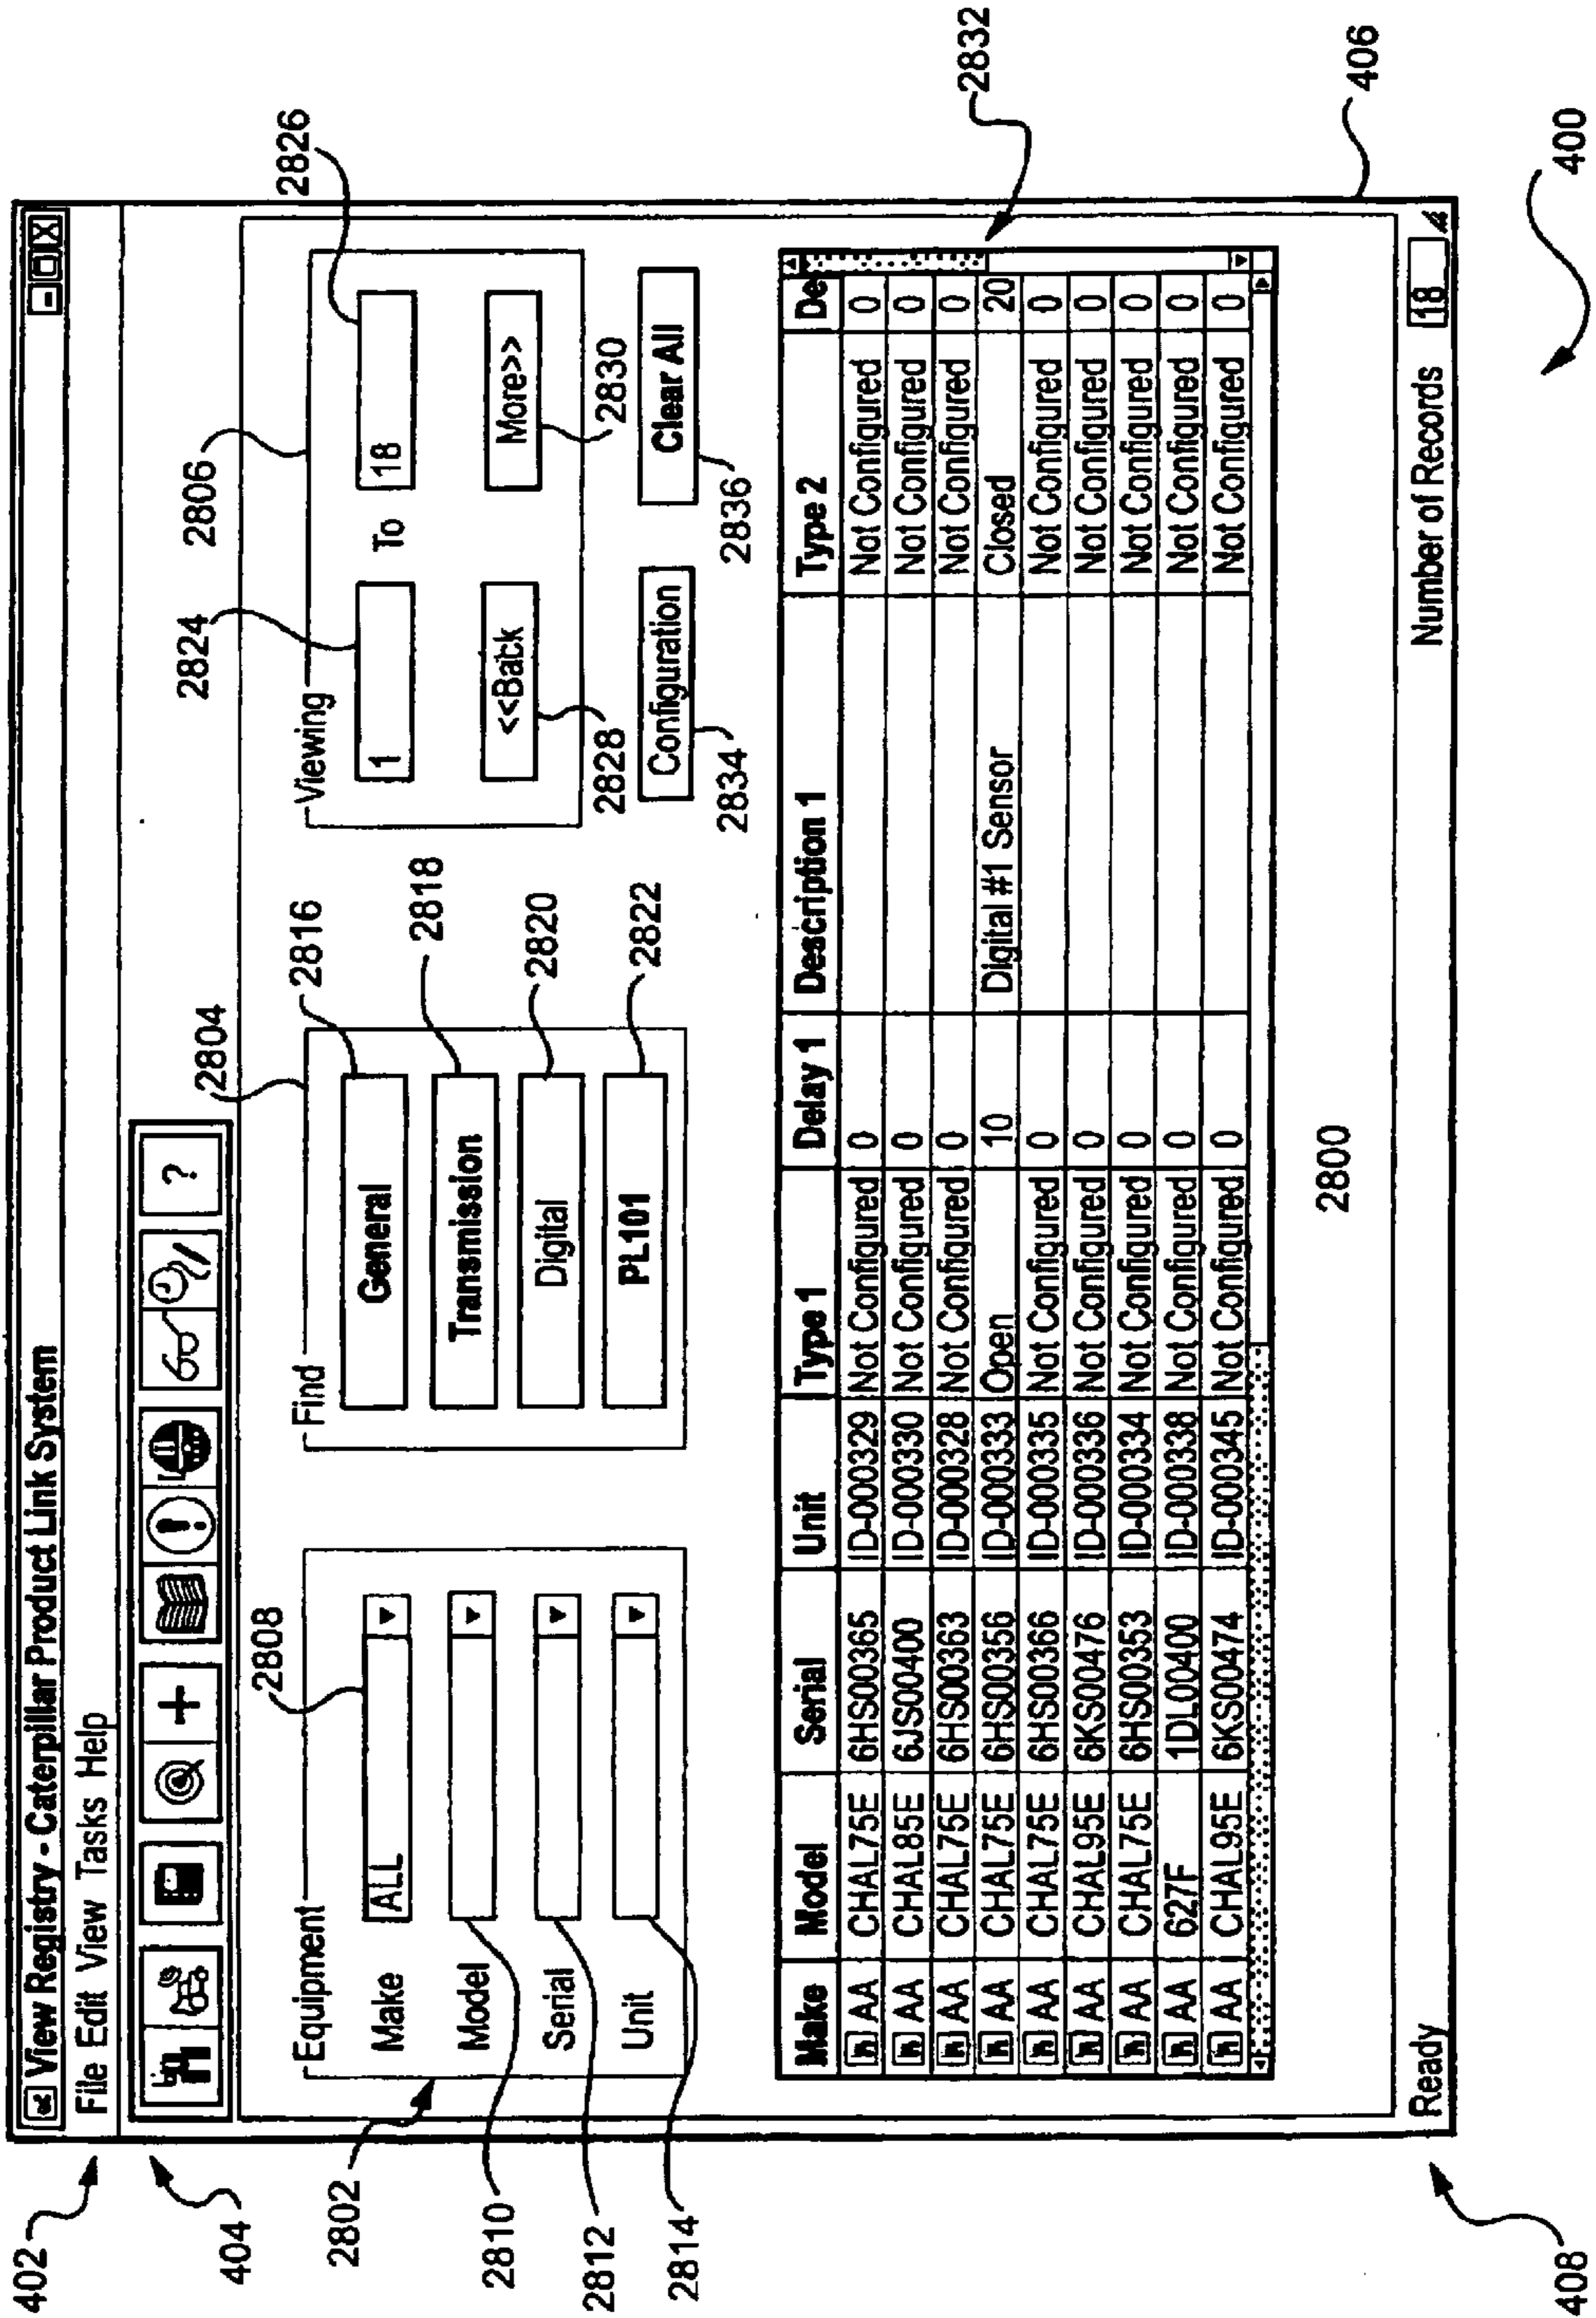 View Registry - Caterpillar Product Link System
File Edit View Tasks Help
?
402
404
2802
2804
2806
Equipment
Find
Viewing
Make ALL
2808
Model
2810
Serial
2812
Unit
2814
General
2816
Transmission
2818
Digital
2820
PL101
2822
2824
2826
1 To 18
<<Back More>>
2828
2830
Configuration Clear All
2834
2836
2832
Make Model Serial Unit Type 1 Delay 1 Description 1 Type 2 De
AA CHAL75E 6HS00365 ID-000329 Not Configured 0 Not Configured 0
AA CHAL85E 6JS00400 ID-000330 Not Configured 0 Not Configured 0
AA CHAL75E 6HS00363 ID-000328 Not Configured 0 Not Configured 0
AA CHAL75E 6HS00356 ID-000333 Open 10 Digital #1 Sensor Closed 20
AA CHAL75E 6HS00366 ID-000335 Not Configured 0 Not Configured 0
AA CHAL95E 6KS00476 ID-000336 Not Configured 0 Not Configured 0
AA CHAL75E 6HS00353 ID-000334 Not Configured 0 Not Configured 0
AA 627F 1DL00400 ID-000338 Not Configured 0 Not Configured 0
AA CHAL95E 6KS00474 ID-000345 Not Configured 0 Not Configured 0
2800
406
Ready Number of Records 18
408
400